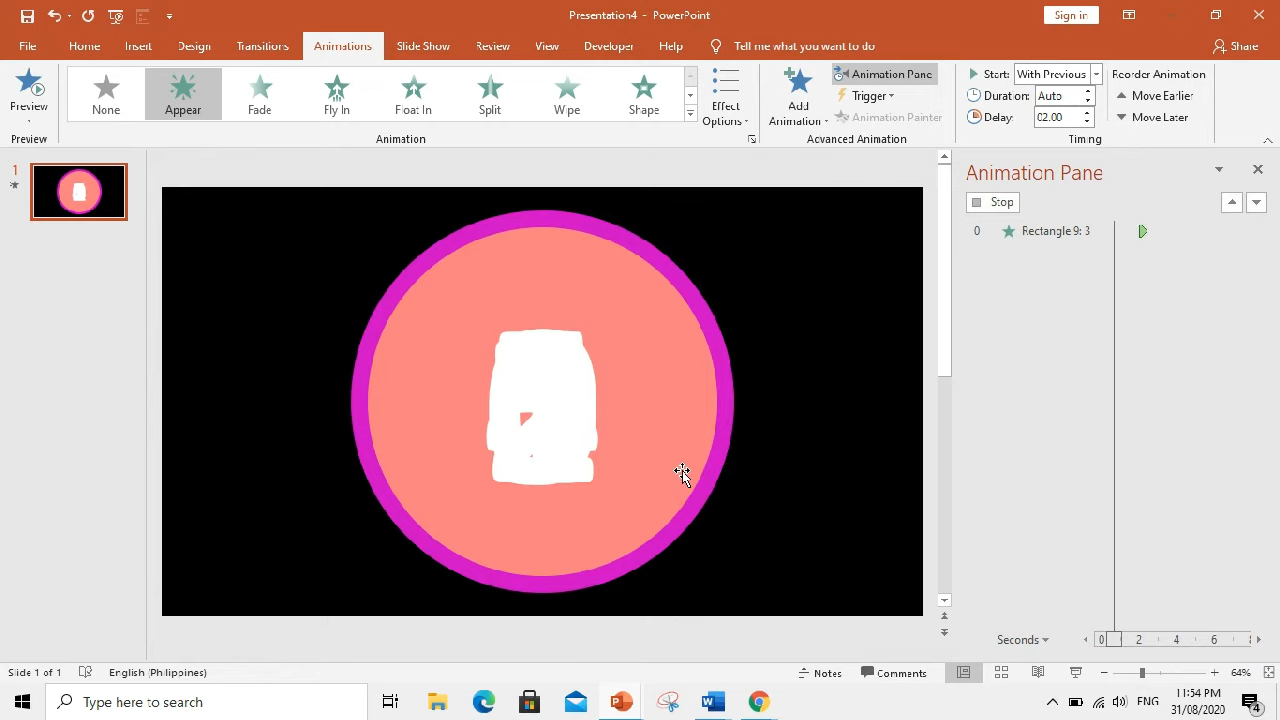 Presentation4 - PowerPoint
Sign in
File Home Insert Design Transitions Animations Slide Show Review View Developer Help Tell me what you want to do Share
Preview
Preview
None Appear Fade Fly In Float In Split Wipe Shape
Animation
Effect
Options
Add
Animation
Animation Pane
Trigger
Animation Painter
Advanced Animation
Start: With Previous
Duration: Auto
Delay: 02.00
Timing
Reorder Animation
Move Earlier
Move Later
1
Animation Pane
Stop
0 Rectangle 9: 3
Seconds 0 2 4 6
Slide 1 of 1 English (Philippines) Notes Comments 64%
Type here to search
ENG
11:54 PM
31/08/2020
4